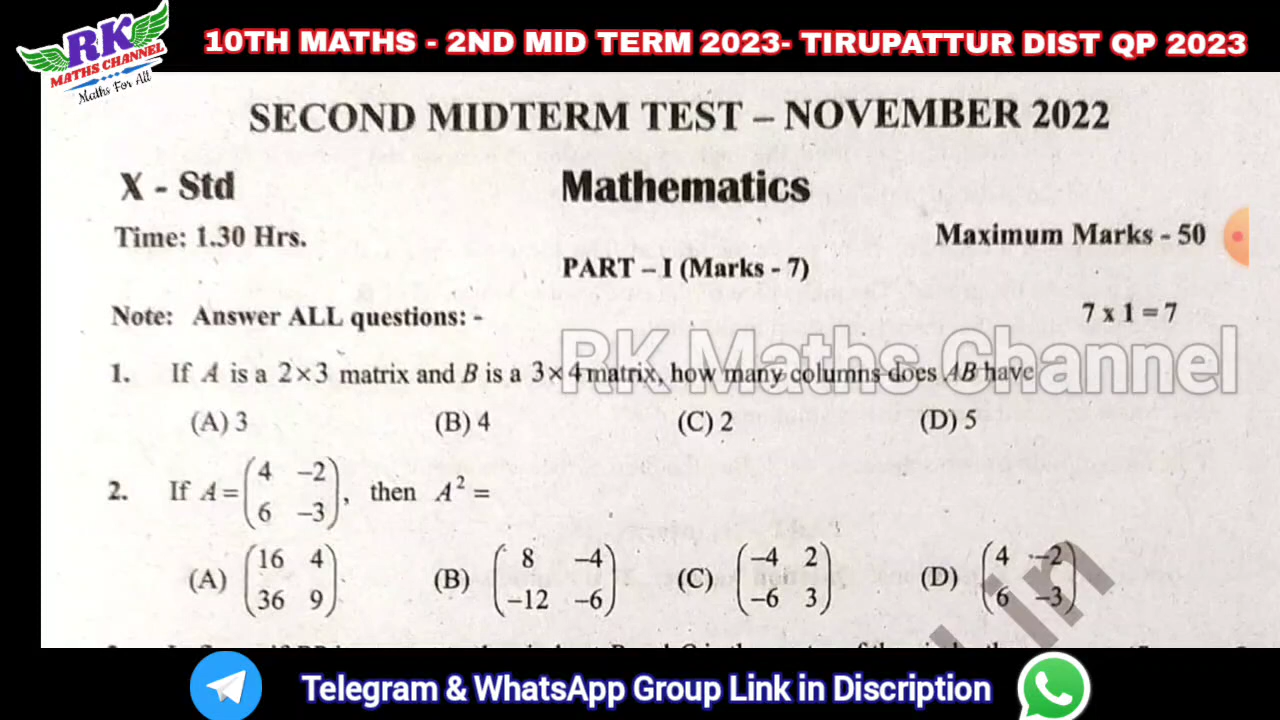 RK
MATHS CHANNEL
Maths For All
10TH MATHS - 2ND MID TERM 2023- TIRUPATTUR DIST QP 2023
SECOND MIDTERM TEST – NOVEMBER 2022
X - Std Mathematics
Time: 1.30 Hrs. Maximum Marks - 50
PART – I (Marks - 7)
Note: Answer ALL questions: - 7 x 1 = 7
RK Maths Channel
1. If A is a 2×3 matrix and B is a 3×4 matrix, how many columns does AB have
(A) 3 (B) 4 (C) 2 (D) 5
2. If A = (4 –2
6 –3), then A² =
(A) (16 4
36 9) (B) (8 –4
–12 –6) (C) (–4 2
–6 3) (D) (4 –2
6 –3)
Telegram & WhatsApp Group Link in Discription